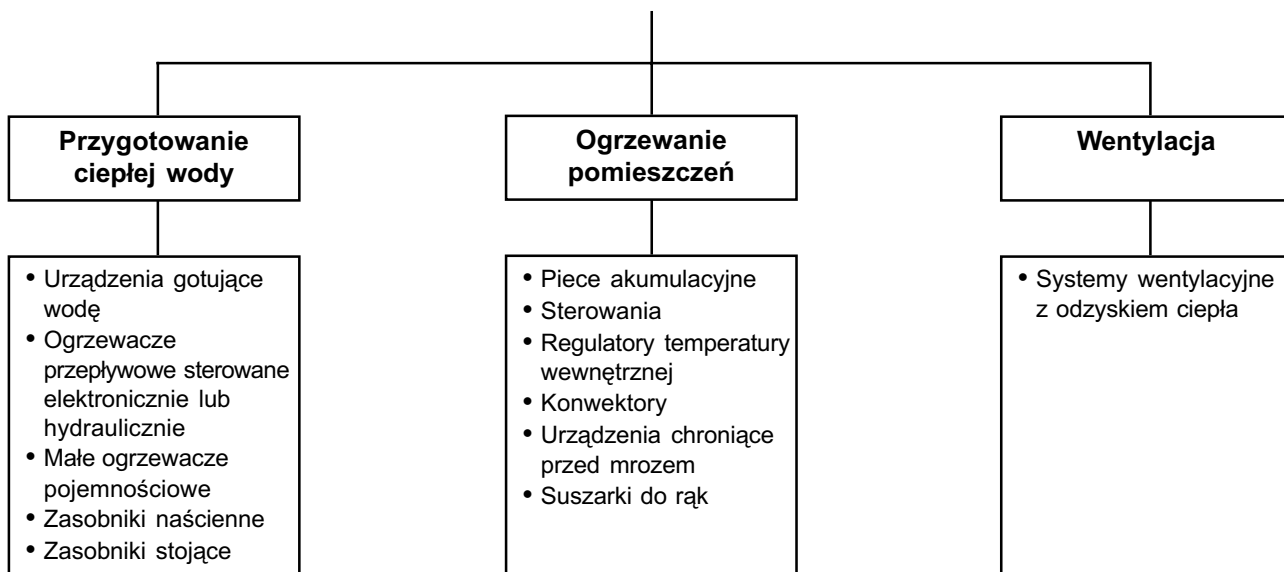 Przygotowanie
ciepłej wody
• Urządzenia gotujące
wodę
• Ogrzewacze
przepływowe sterowane
elektronicznie lub
hydraulicznie
• Małe ogrzewacze
pojemnościowe
• Zasobniki naścienne
• Zasobniki stojące
Ogrzewanie
pomieszczeń
• Piece akumulacyjne
• Sterowania
• Regulatory temperatury
wewnętrznej
• Konwektory
• Urządzenia chroniące
przed mrozem
• Suszarki do rąk
Wentylacja
• Systemy wentylacyjne
z odzyskiem ciepła